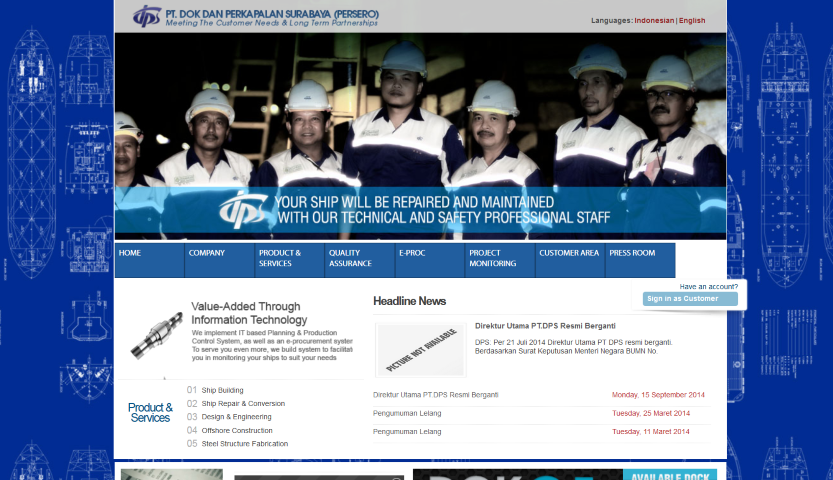 dps PT. DOK DAN PERKAPALAN SURABAYA (PERSERO)
Meeting The Customer Needs & Long Term Partnerships
Languages: Indonesian | English
dps YOUR SHIP WILL BE REPAIRED AND MAINTAINED
WITH OUR TECHNICAL AND SAFETY PROFESSIONAL STAFF
HOME
COMPANY
PRODUCT &
SERVICES
QUALITY
ASSURANCE
E-PROC
PROJECT
MONITORING
CUSTOMER AREA
PRESS ROOM
Have an account?
Sign in as Customer
Value-Added Through
Information Technology
We implement IT based Planning & Production
Control System, as well as an e-procurement syster
To serve you even more, we build system to facilitat
you in monitoring your ships to suit your needs
Product &
Services
01 Ship Building
02 Ship Repair & Conversion
03 Design & Engineering
04 Offshore Construction
05 Steel Structure Fabrication
Headline News
PICTURE NOT AVAILABLE
Direktur Utama PT.DPS Resmi Berganti
DPS: Per 21 Juli 2014 Direktur Utama PT DPS resmi berganti.
Berdasarkan Surat Keputusan Menteri Negara BUMN No.
Direktur Utama PT.DPS Resmi Berganti Monday, 15 September 2014
Pengumuman Lelang Tuesday, 25 Maret 2014
Pengumuman Lelang Tuesday, 11 Maret 2014
AVAILABLE DOCK